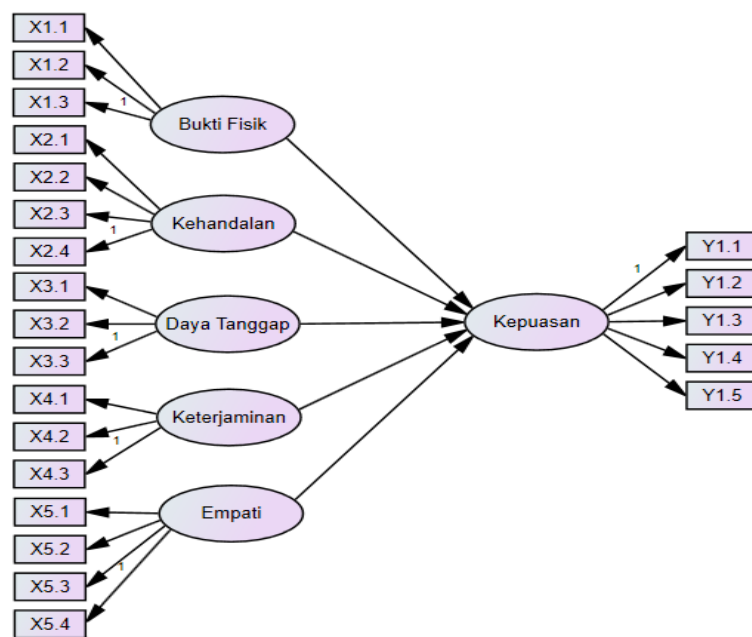 X1.1
X1.2
X1.3
1
Bukti Fisik
X2.1
X2.2
X2.3
X2.4
1
Kehandalan
X3.1
X3.2
X3.3
1
Daya Tanggap
X4.1
X4.2
X4.3
1
Keterjaminan
X5.1
X5.2
X5.3
X5.4
1
Empati
Kepuasan
1
Y1.1
Y1.2
Y1.3
Y1.4
Y1.5